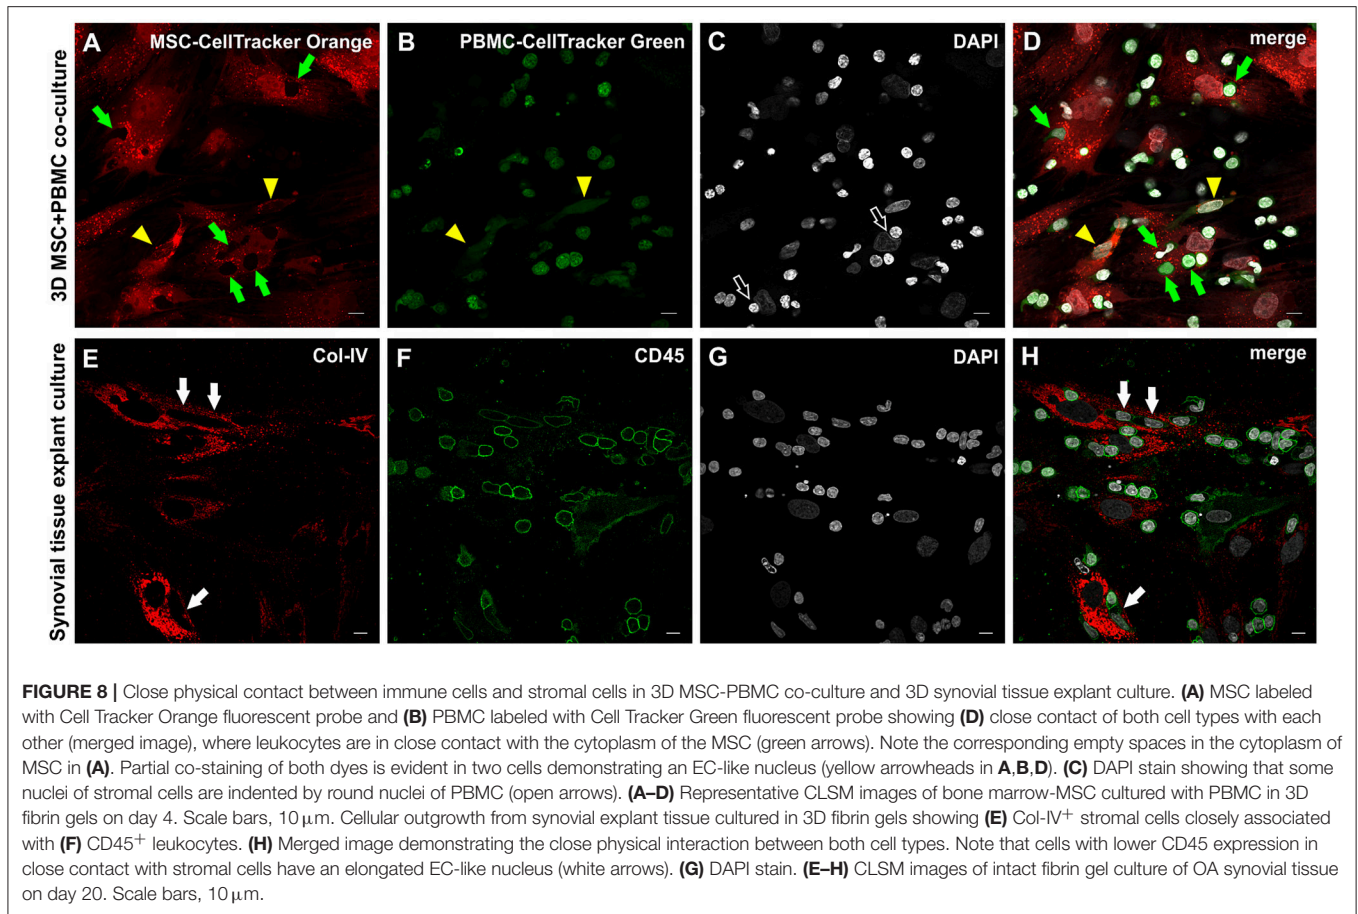 3D MSC+PBMC co-culture
A MSC-CellTracker Orange
B PBMC-CellTracker Green
C DAPI
D merge
Synovial tissue explant culture
E Col-IV
F CD45
G DAPI
H merge
FIGURE 8 | Close physical contact between immune cells and stromal cells in 3D MSC-PBMC co-culture and 3D synovial tissue explant culture. (A) MSC labeled
with Cell Tracker Orange fluorescent probe and (B) PBMC labeled with Cell Tracker Green fluorescent probe showing (D) close contact of both cell types with each
other (merged image), where leukocytes are in close contact with the cytoplasm of the MSC (green arrows). Note the corresponding empty spaces in the cytoplasm of
MSC in (A). Partial co-staining of both dyes is evident in two cells demonstrating an EC-like nucleus (yellow arrowheads in A,B,D). (C) DAPI stain showing that some
nuclei of stromal cells are indented by round nuclei of PBMC (open arrows). (A–D) Representative CLSM images of bone marrow-MSC cultured with PBMC in 3D
fibrin gels on day 4. Scale bars, 10 μm. Cellular outgrowth from synovial explant tissue cultured in 3D fibrin gels showing (E) Col-IV+ stromal cells closely associated
with (F) CD45+ leukocytes. (H) Merged image demonstrating the close physical interaction between both cell types. Note that cells with lower CD45 expression in
close contact with stromal cells have an elongated EC-like nucleus (white arrows). (G) DAPI stain. (E–H) CLSM images of intact fibrin gel culture of OA synovial tissue
on day 20. Scale bars, 10 μm.